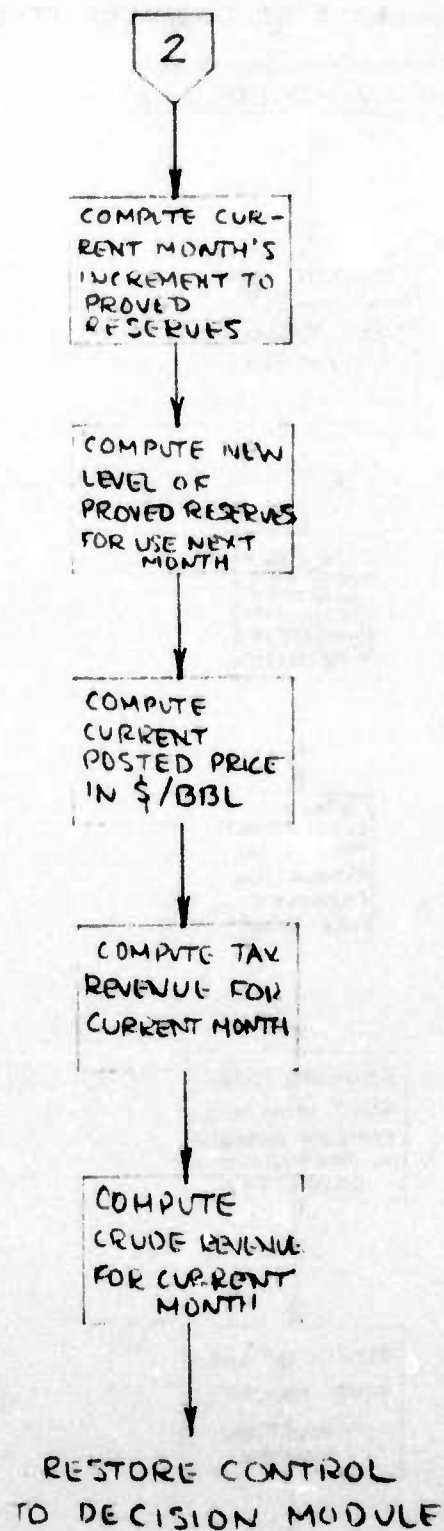 2
COMPUTE CUR-
RENT MONTH'S
INCREMENT TO
PROVED
RESERVES
COMPUTE NEW
LEVEL OF
PROVED RESERVES
FOR USE NEXT
MONTH
COMPUTE
CURRENT
POSTED PRICE
IN $/BBL
COMPUTE TAX
REVENUE FOR
CURRENT MONTH
COMPUTE
CRUDE REVENUE
FOR CURRENT
MONTH
RESTORE CONTROL
TO DECISION MODULE